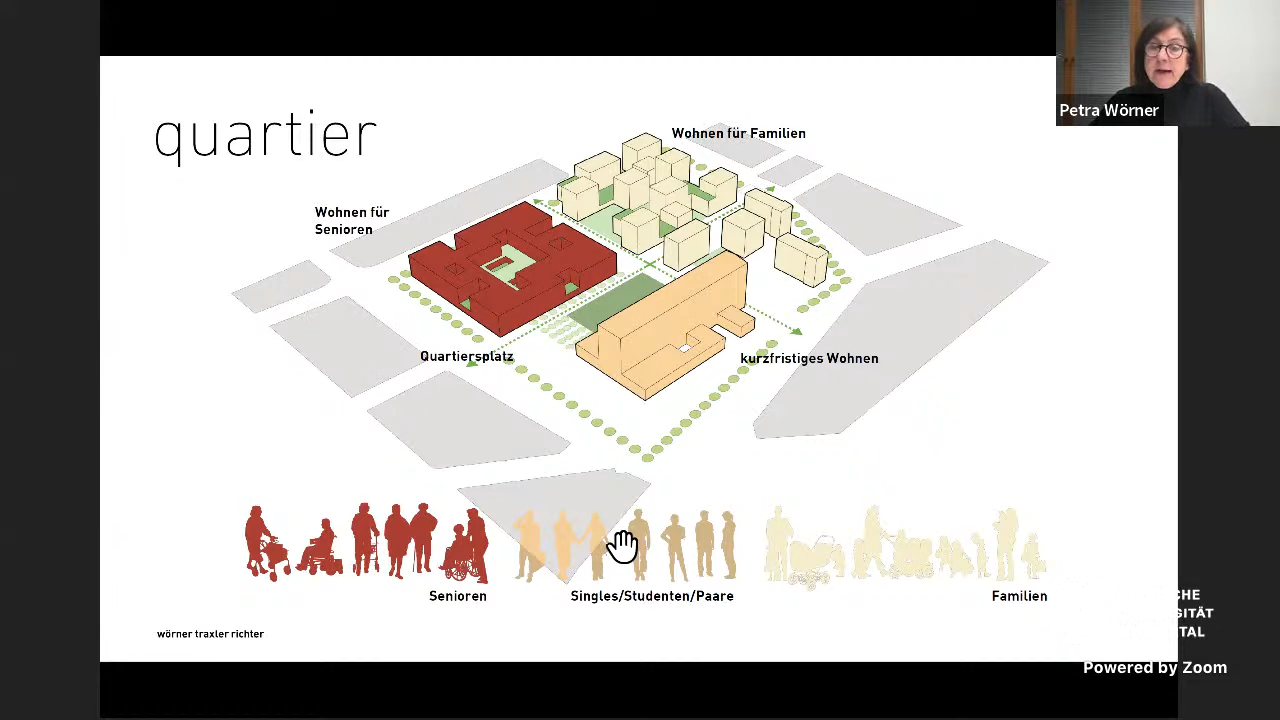 Petra Wörner
quartier
Wohnen für Familien
Wohnen für
Senioren
Quartiersplatz
kurzfristiges Wohnen
Senioren
Singles/Studenten/Paare
Familien
wörner traxler richter
CHE
SITÄT
TAL
Powered by Zoom